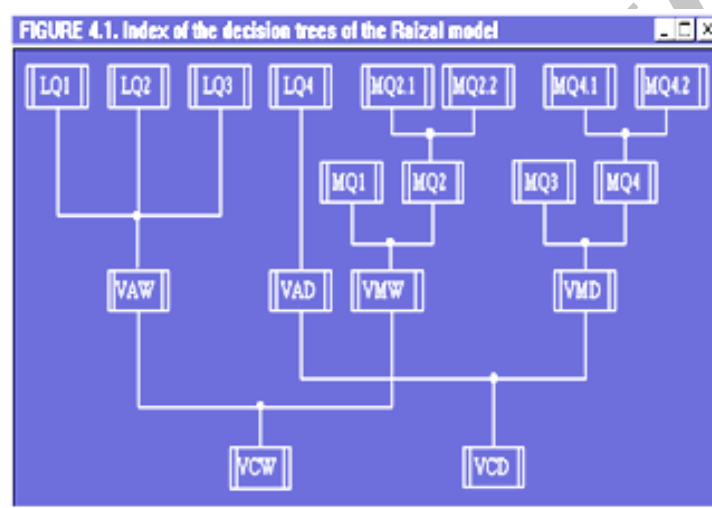 FIGURE 4.1. Index of the decision trees of the Raizal model
LQ1 LQ2 LQ3 LQ4 MQ2.1 MQ2.2 MQ4.1 MQ4.2
MQ1 MQ2 MQ3 MQ4
VAW VAD VMW VMD
VCW VCD